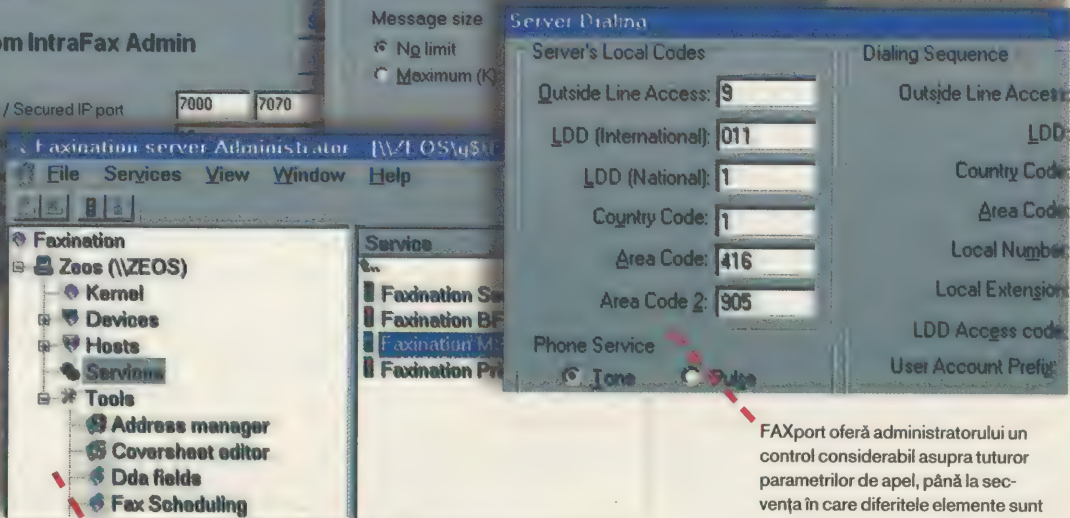 om IntraFax Admin
/ Secured IP port 7000 7070
Message size
No limit
Maximum (K
Server Dialing
Server's Local Codes
Outside Line Access: 9
LDD (International): 011
LDD (National): 1
Country Code: 1
Area Code: 416
Area Code 2: 905
Phone Service
Tone Pulse
Dialing Sequence
Outside Line Access
LDD
Country Code
Area Code
Local Number
Local Extension
LDD Access code
User Account Prefix
Faxination server Administrator [\\ZEOS\q$\F
File Services View Window Help
Faxination
Zeos (\\ZEOS)
Kernel
Devices
Hosts
Services
Tools
Address manager
Coversheet editor
Dda fields
Fax Scheduling
Service
Faxination Se
Faxination BF
Faxination M
Faxination Pr
FAXport oferă administratorului un
control considerabil asupra tuturor
parametrilor de apel, până la sec-
vența în care diferitele elemente sunt